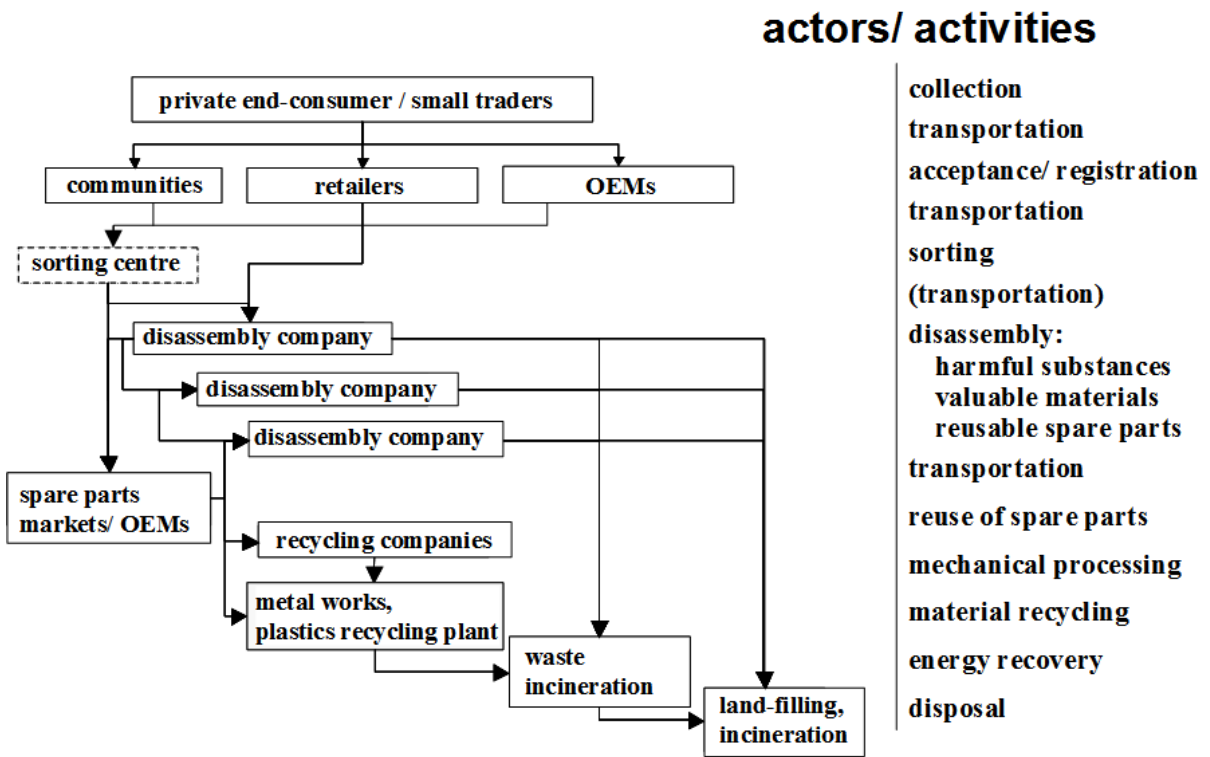 actors/ activities
private end-consumer / small traders
communities
retailers
OEMs
sorting centre
disassembly company
disassembly company
disassembly company
spare parts
markets/ OEMs
recycling companies
metal works,
plastics recycling plant
waste
incineration
land-filling,
incineration
collection
transportation
acceptance/ registration
transportation
sorting
(transportation)
disassembly:
harmful substances
valuable materials
reusable spare parts
transportation
reuse of spare parts
mechanical processing
material recycling
energy recovery
disposal